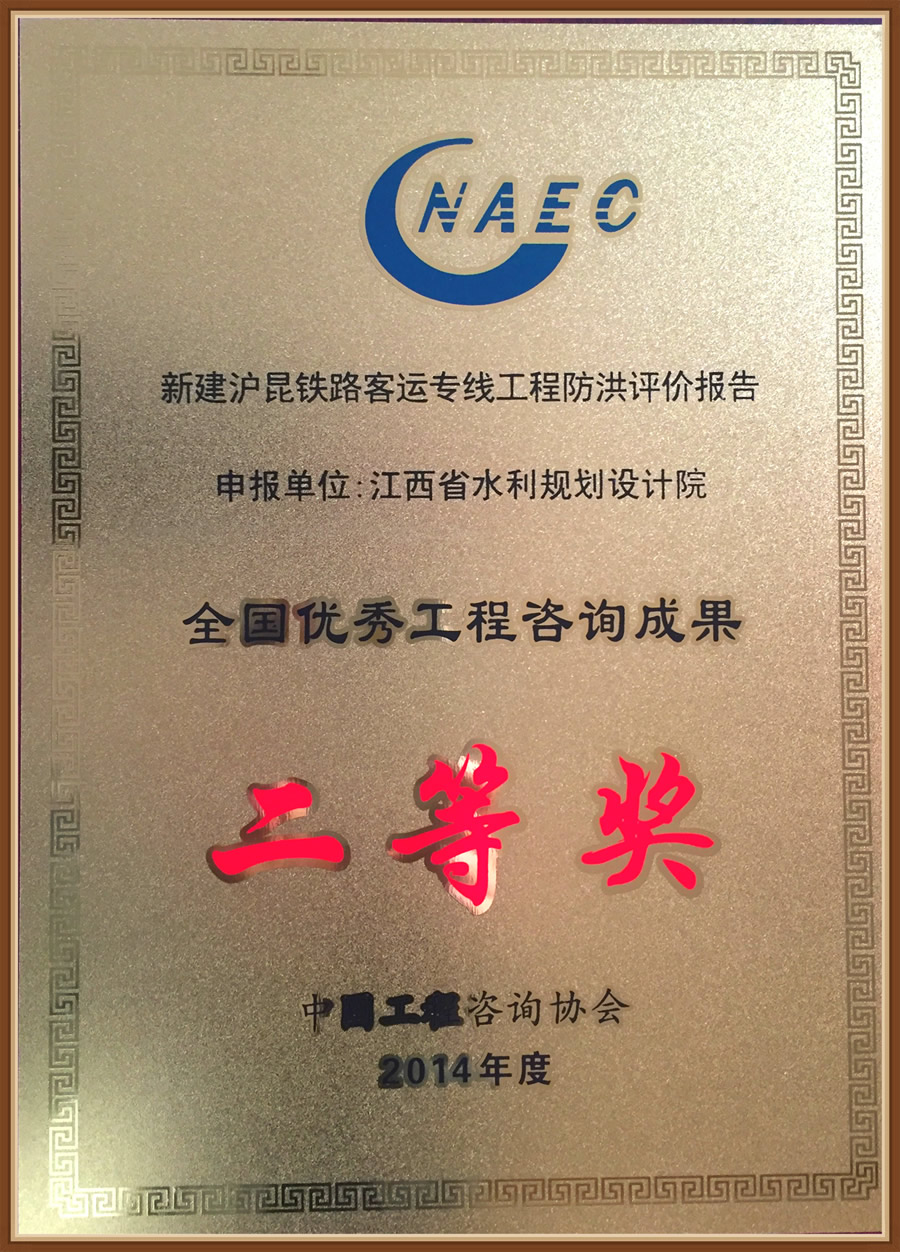 CNAEC
新建沪昆铁路客运专线工程防洪评价报告
申报单位:江西省水利规划设计院
全国优秀工程咨询成果
二等奖
中国工程咨询协会
2014年度